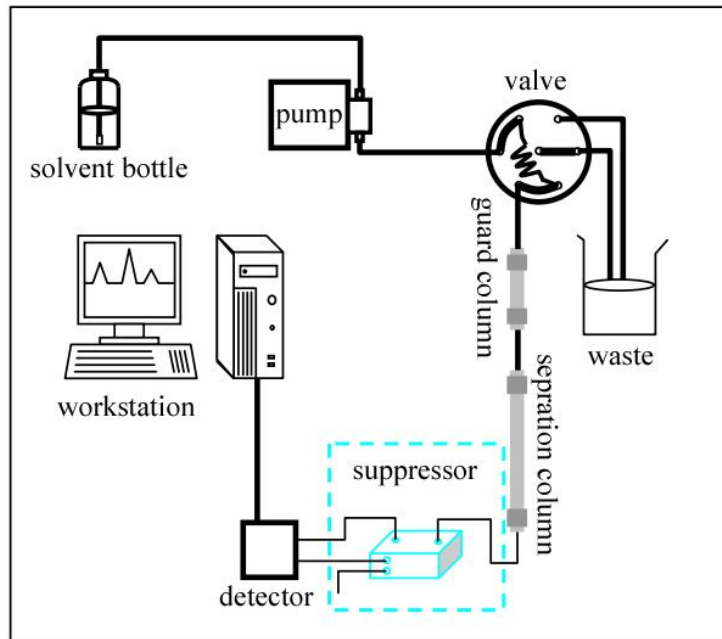 valve
pump
solvent bottle
guard column
waste
workstation
sepration column
suppressor
detector